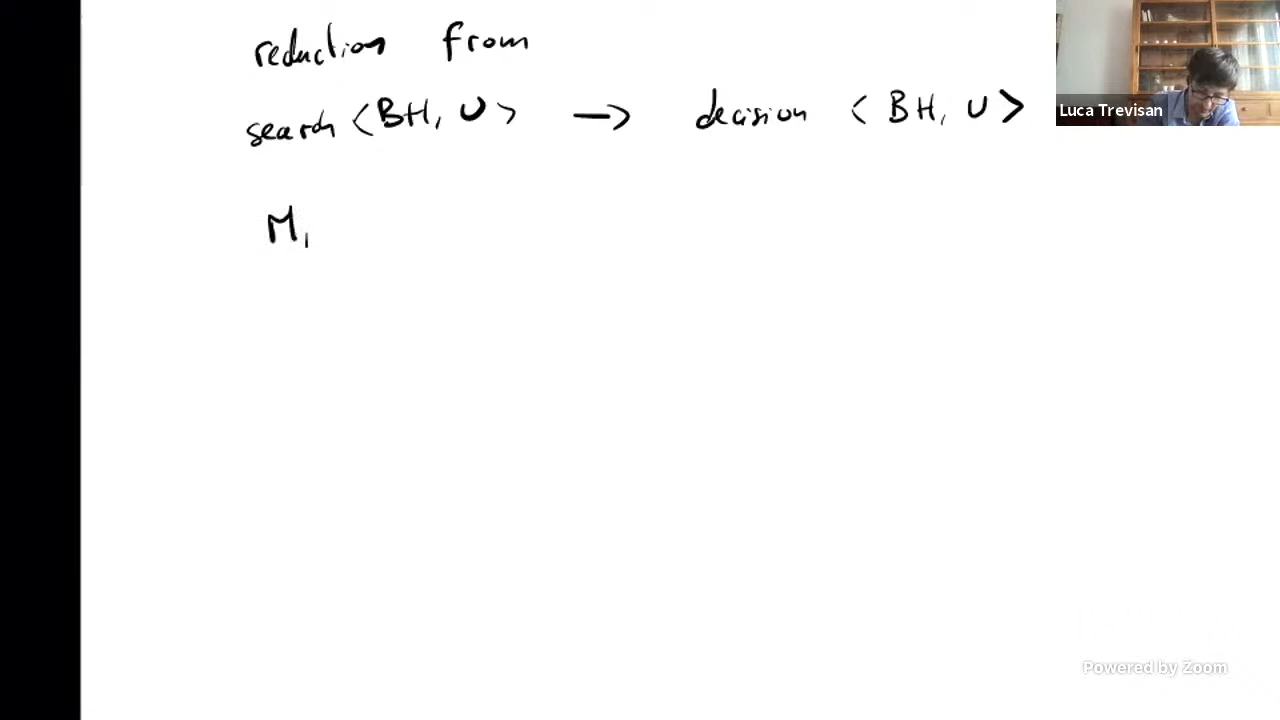 reduction from
search <BH, U> → decision <BH, U>
Luca Trevisan
M,
Powered by Zoom